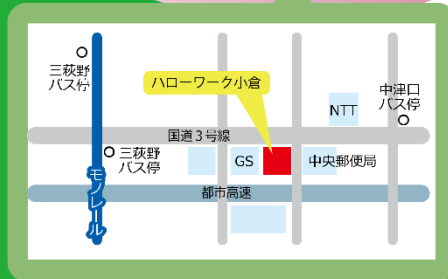 三萩野
バス停
ハローワーク小倉
中津口
バス停
NTT
国道3号線
三萩野
バス停
GS
中央郵便局
モノレール
都市高速